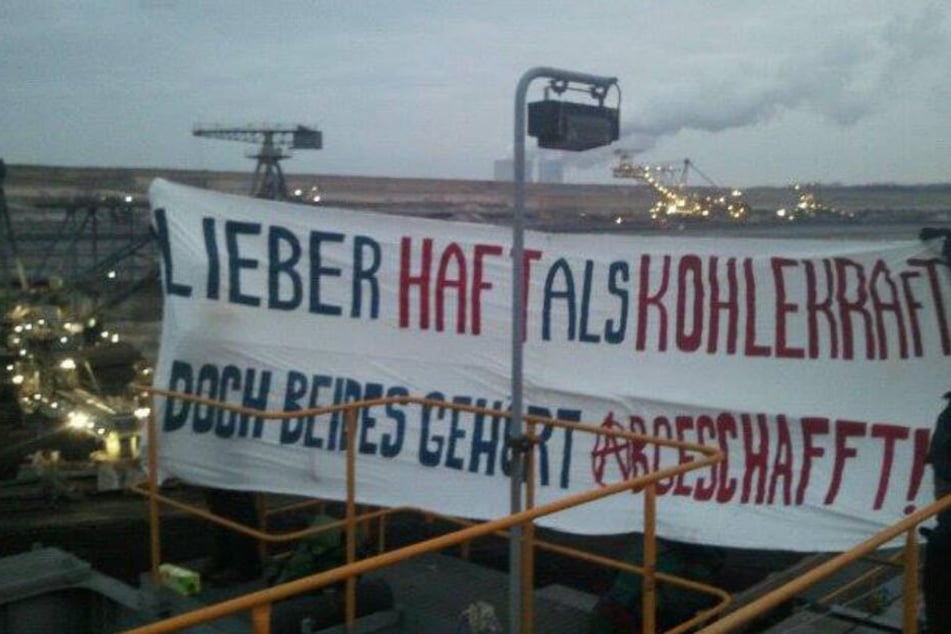 LIEBER HAFT ALS KOHLEKRAFT
DOCH BEIDES GEHÖRT ABGESCHAFFT!